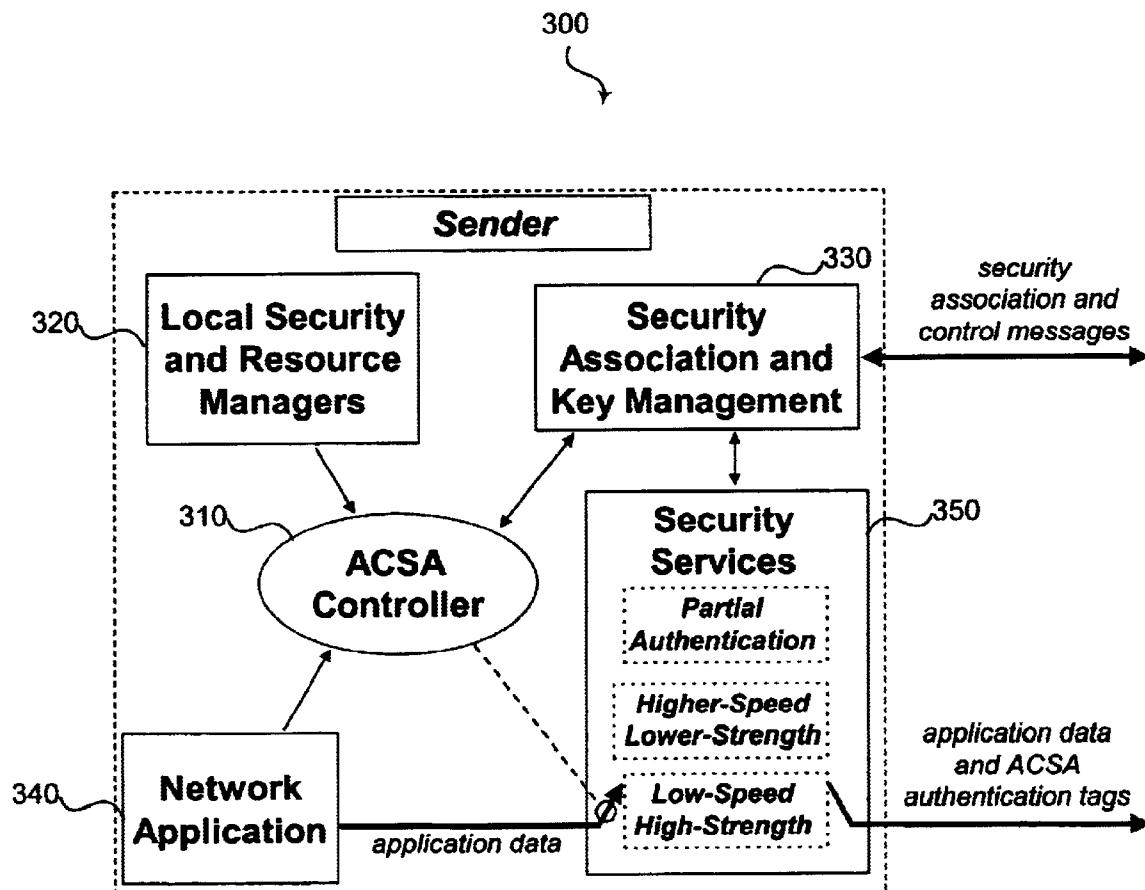 300
Sender
330
320
Local Security
and Resource
Managers
Security
Association and
Key Management
security
association and
control messages
310
ACSA
Controller
350
Security
Services
Partial
Authentication
Higher-Speed
Lower-Strength
Low-Speed
High-Strength
340
Network
Application
application data
application data
and ACSA
authentication tags